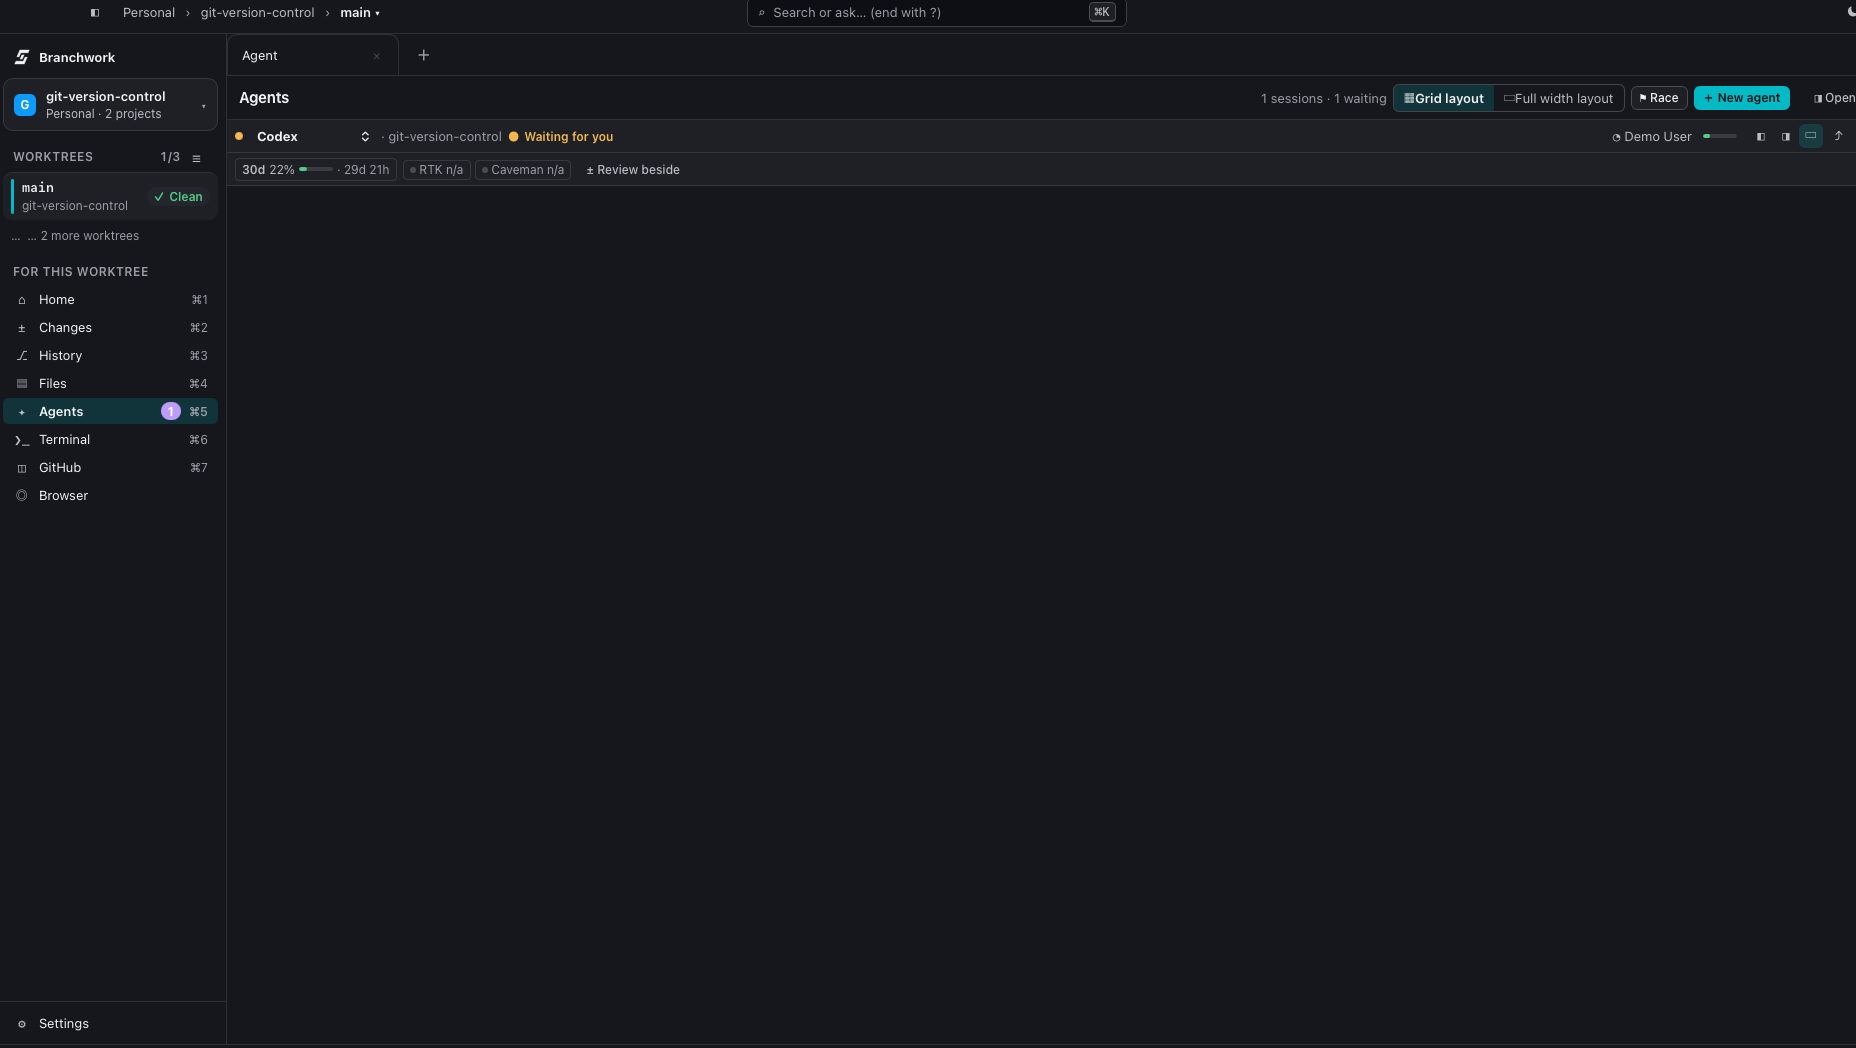 Personal › git-version-control › main ▾
Search or ask... (end with ?) ⌘K
Branchwork
Agent × +
G git-version-control
Personal · 2 projects
Agents
1 sessions · 1 waiting Grid layout Full width layout Race + New agent Open
Codex · git-version-control Waiting for you
Demo User
30d 22% · 29d 21h RTK n/a Caveman n/a ± Review beside
WORKTREES 1/3
main
git-version-control
✓ Clean
... ... 2 more worktrees
FOR THIS WORKTREE
Home ⌘1
± Changes ⌘2
History ⌘3
Files ⌘4
Agents 1 ⌘5
Terminal ⌘6
GitHub ⌘7
Browser
Settings